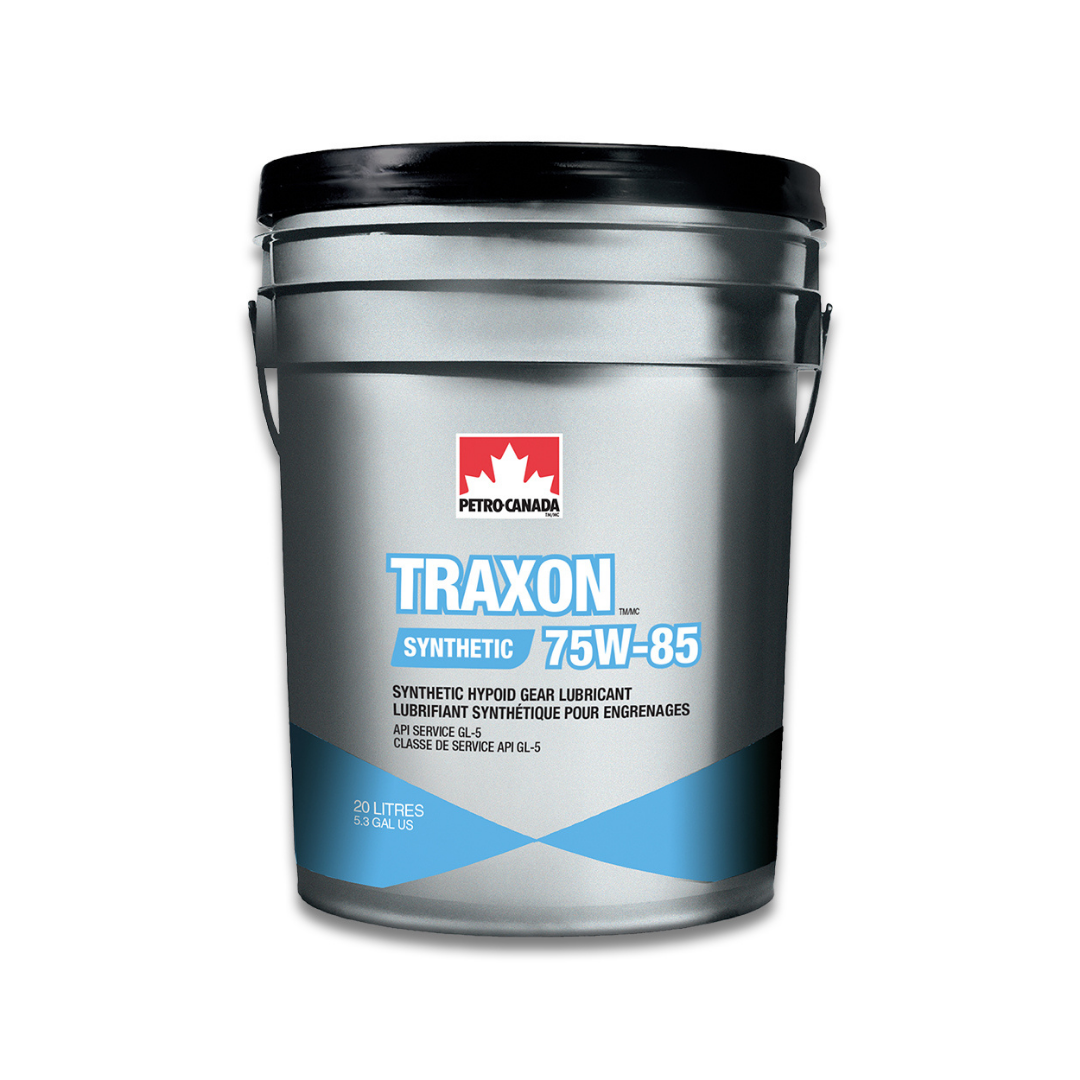 PETRO-CANADA
TM/MC
TRAXON TM/MC
SYNTHETIC 75W-85
SYNTHETIC HYPOID GEAR LUBRICANT
LUBRIFIANT SYNTHÉTIQUE POUR ENGRENAGES
API SERVICE GL-5
CLASSE DE SERVICE API GL-5
20 LITRES
5.3 GAL US